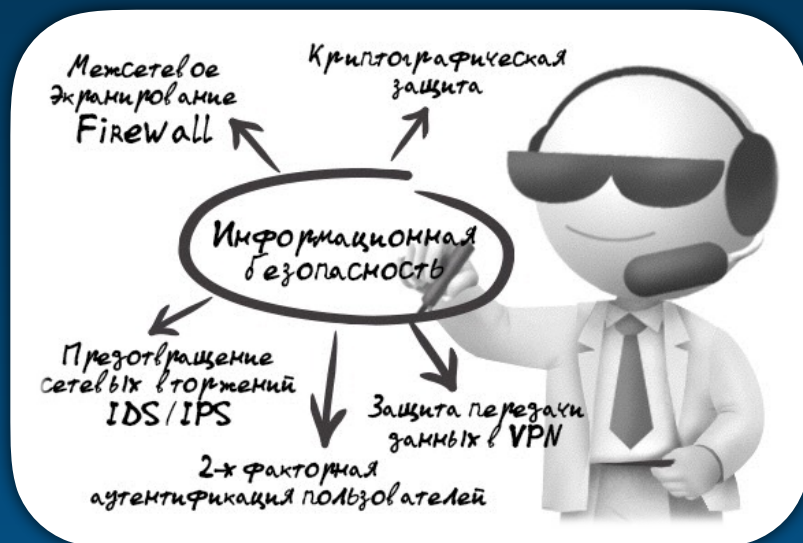 Межсетевое
Экранирование
Firewall
Криптографическая
защита
Информационная
безопасность
Предотвращение
сетевых вторжений
IDS/IPS
2-х факторная
аутентификация пользователей
Защита передачи
данных в VPN